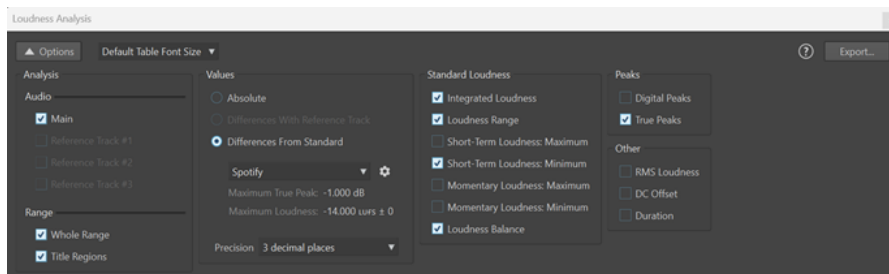 Loudness Analysis
Options
Default Table Font Size
Export...
Analysis
Audio
Main
Reference Track #1
Reference Track #2
Reference Track #3
Range
Whole Range
Title Regions
Values
Absolute
Differences With Reference Track
Differences From Standard
Spotify
Maximum True Peak: -1.000 dB
Maximum Loudness: -14.000 LUFS ± 0
Precision 3 decimal places
Standard Loudness
Integrated Loudness
Loudness Range
Short-Term Loudness: Maximum
Short-Term Loudness: Minimum
Momentary Loudness: Maximum
Momentary Loudness: Minimum
Loudness Balance
Peaks
Digital Peaks
True Peaks
Other
RMS Loudness
DC Offset
Duration